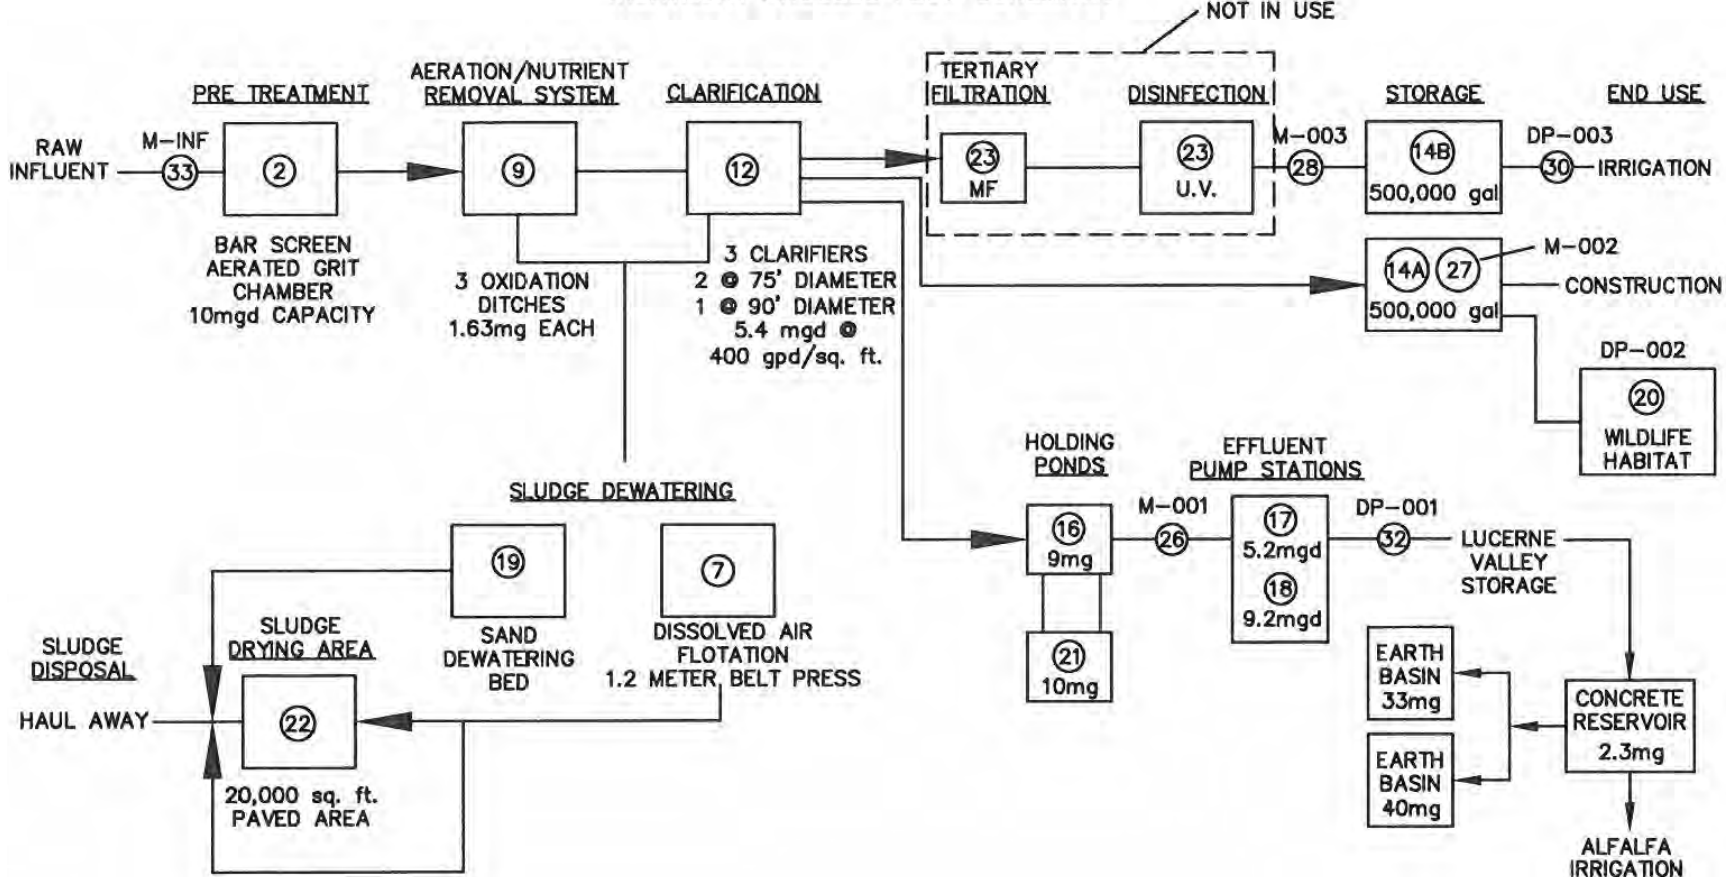 NOT IN USE
PRE TREATMENT
AERATION/NUTRIENT
REMOVAL SYSTEM
CLARIFICATION
TERTIARY
FILTRATION
DISINFECTION
STORAGE
END USE
RAW
INFLUENT
M-INF
33
2
9
12
23
MF
23
U.V.
M-003
28
14B
500,000 gal
DP-003
30
IRRIGATION
BAR SCREEN
AERATED GRIT
CHAMBER
10mgd CAPACITY
3 OXIDATION
DITCHES
1.63mg EACH
3 CLARIFIERS
2 @ 75' DIAMETER
1 @ 90' DIAMETER
5.4 mgd @
400 gpd/sq. ft.
14A
27
500,000 gal
M-002
CONSTRUCTION
DP-002
20
WILDLIFE
HABITAT
HOLDING
PONDS
EFFLUENT
PUMP STATIONS
16
9mg
M-001
26
17
5.2mgd
18
9.2mgd
DP-001
32
LUCERNE
VALLEY
STORAGE
21
10mg
EARTH
BASIN
33mg
EARTH
BASIN
40mg
CONCRETE
RESERVOIR
2.3mg
ALFALFA
IRRIGATION
SLUDGE DEWATERING
19
SAND
DEWATERING
BED
7
DISSOLVED AIR
FLOTATION
1.2 METER BELT PRESS
SLUDGE
DISPOSAL
HAUL AWAY
SLUDGE
DRYING AREA
22
20,000 sq. ft.
PAVED AREA